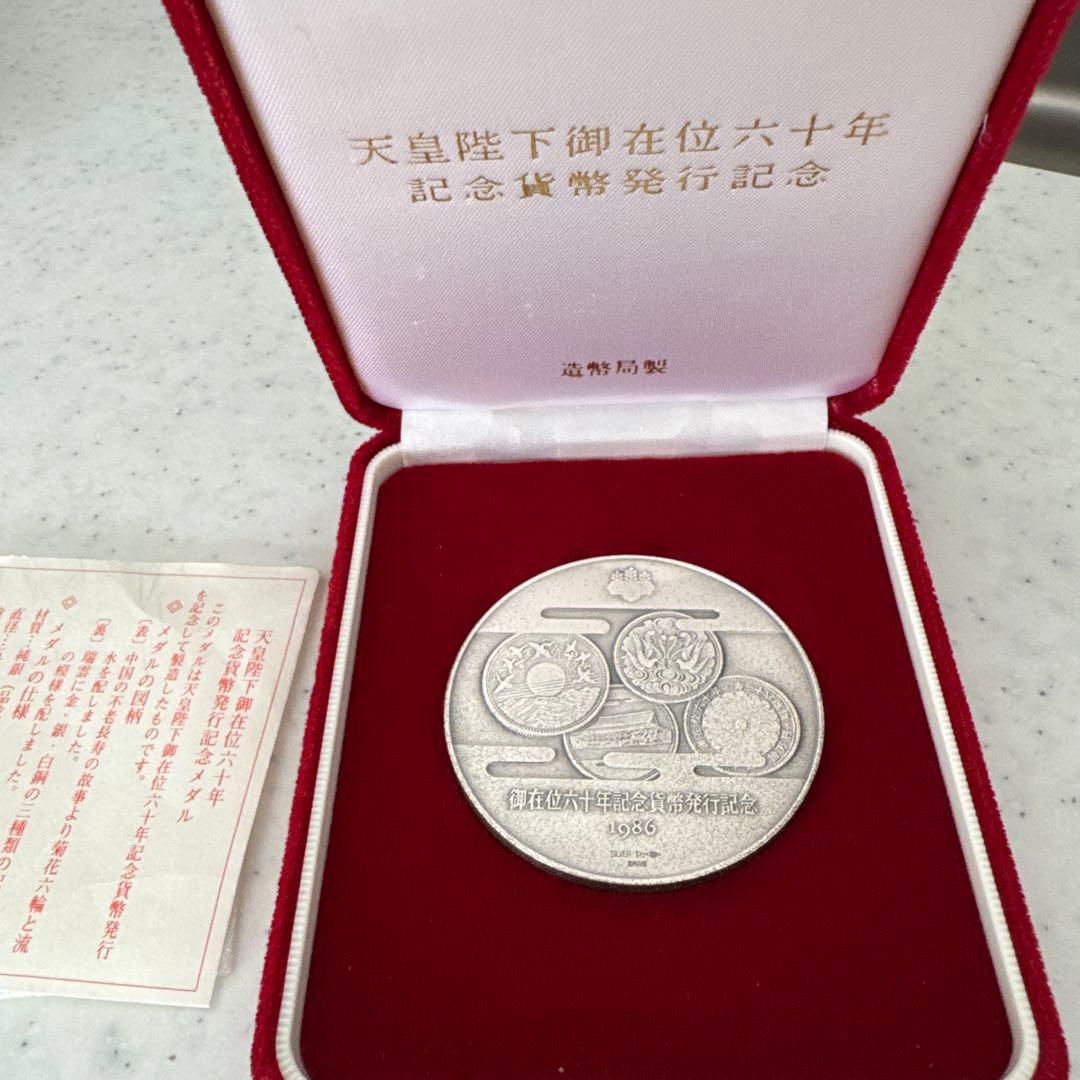 天皇陛下御在位六十年
記念貨幣発行記念
造幣局製
御在位六十年記念貨幣発行記念
1986
SILVER
天皇陛下御在位六十年
記念貨幣発行記念メダル
このメダルは天皇陛下御在位六十年記念貨幣発行
を記念して製造したものです。
◎メダルの図柄
〔表〕中国の不老長寿の故事より菊花六輪と流
水を配しました。
〔裏〕瑞雲に金・銀・白銅の三種類の
の模様を配しました。
◎メダルの仕様
材質…純銀
直径…